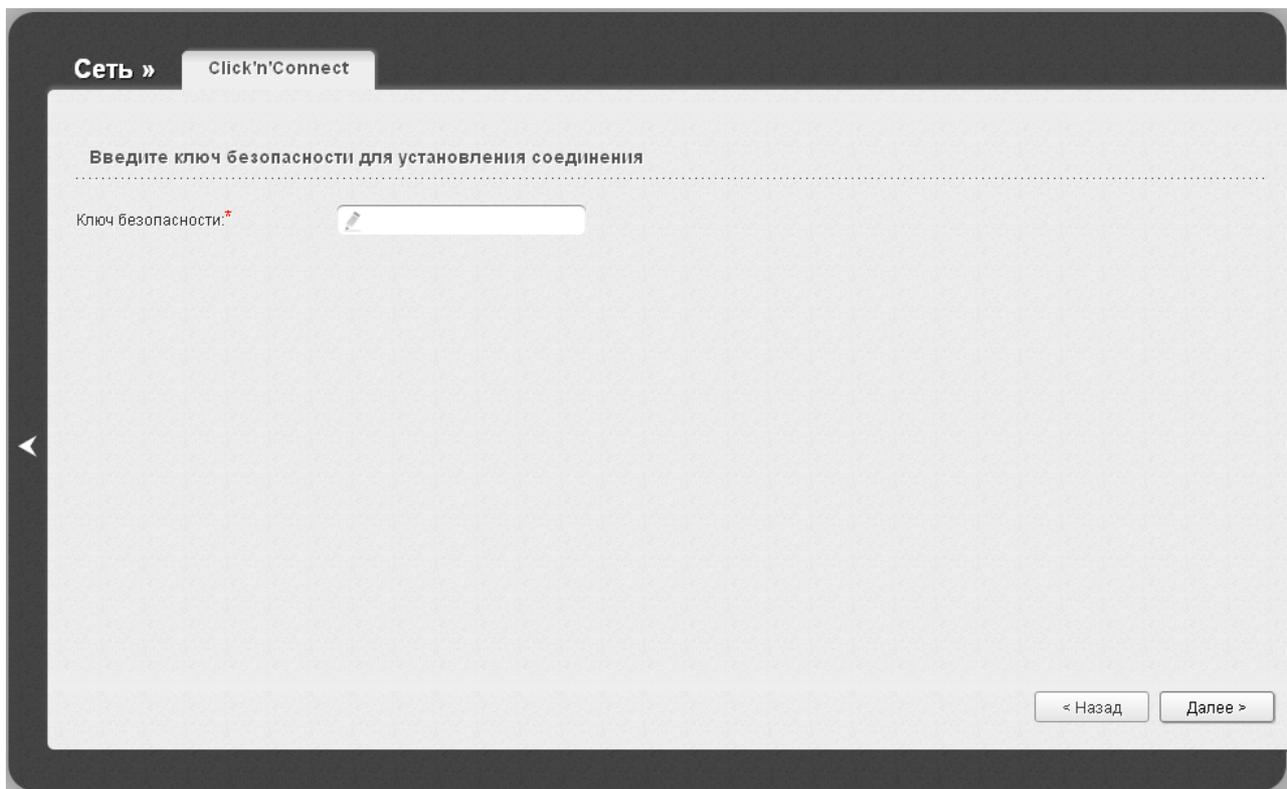 Сеть »
Click'n'Connect
Введите ключ безопасности для установления соединения
Ключ безопасности:*
< Назад
Далее >